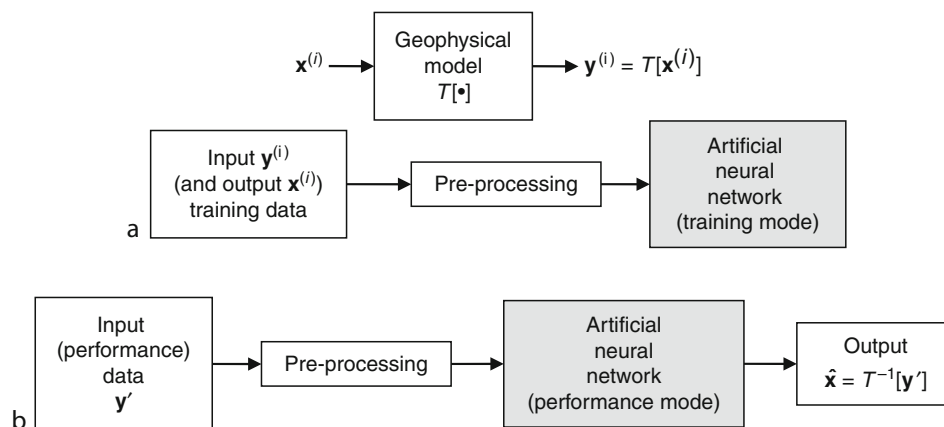 Geophysical
model
T[•]
x(i)
y(i) = T[x(i)]
Input y(i)
(and output x(i))
training data
Pre-processing
Artificial
neural
network
(training mode)
a
Input
(performance)
data
y′
Pre-processing
Artificial
neural
network
(performance mode)
Output
x̂ = T−1[y′]
b